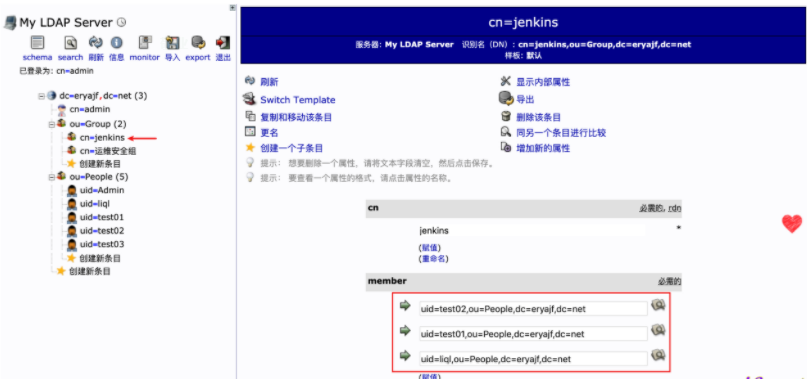 My LDAP Server
schema search 刷新 信息 monitor 导入 export 退出
已登录为: cn=admin
dc=eryajf,dc=net (3)
cn=admin
ou=Group (2)
cn=jenkins
cn=运维安全组
创建新条目
ou=People (5)
uid=Admin
uid=liql
uid=test01
uid=test02
uid=test03
创建新条目
创建新条目
cn=jenkins
服务器: My LDAP Server 识别名（DN）: cn=jenkins,ou=Group,dc=eryajf,dc=net
样板: 默认
刷新
Switch Template
复制和移动该条目
更名
创建一个子条目
显示内部属性
导出
删除该条目
同另一个条目进行比较
增加新的属性
提示: 想要删除一个属性，请将文本字段清空，然后点击保存。
提示: 要查看一个属性的格式，请点击属性的名称。
cn 必需的, rdn
jenkins *
(赋值)
(重命名)
member 必需的
uid=test02,ou=People,dc=eryajf,dc=net
uid=test01,ou=People,dc=eryajf,dc=net
uid=liql,ou=People,dc=eryajf,dc=net
(赋值)